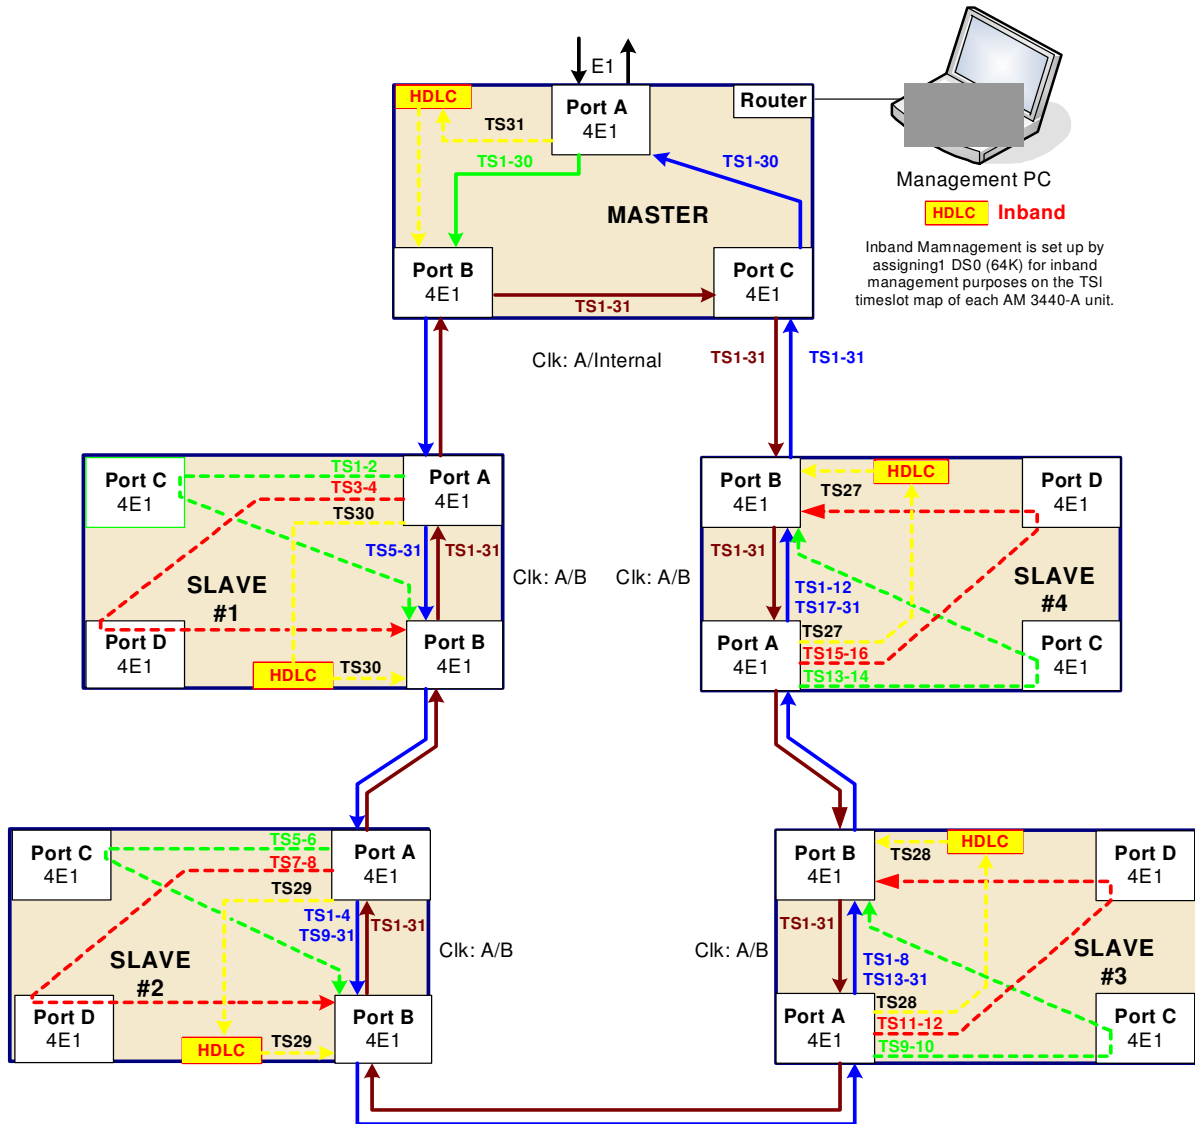 E1
HDLC
Port A
4E1
Router
TS31
TS1-30
TS1-30
MASTER
Port B
4E1
Port C
4E1
TS1-31
Management PC
HDLC Inband
Inband Mamnagement is set up by
assigning1 DS0 (64K) for inband
management purposes on the TSI
timeslot map of each AM 3440-A unit.
Clk: A/Internal
TS1-31
TS1-31
Port C
4E1
TS1-2
TS3-4
TS30
Port A
4E1
TS5-31
TS1-31
SLAVE
#1
Clk: A/B
Port D
4E1
HDLC
TS30
Port B
4E1
Port B
4E1
HDLC
TS27
Port D
4E1
TS1-31
Clk: A/B
TS1-12
TS17-31
SLAVE
#4
Port A
4E1
TS27
TS15-16
TS13-14
Port C
4E1
Port C
4E1
TS5-6
TS7-8
TS29
Port A
4E1
TS1-4
TS9-31
TS1-31
SLAVE
#2
Clk: A/B
Port D
4E1
HDLC
TS29
Port B
4E1
Port B
4E1
TS28
HDLC
Port D
4E1
TS1-31
Clk: A/B
TS1-8
TS13-31
SLAVE
#3
Port A
4E1
TS28
TS11-12
TS9-10
Port C
4E1